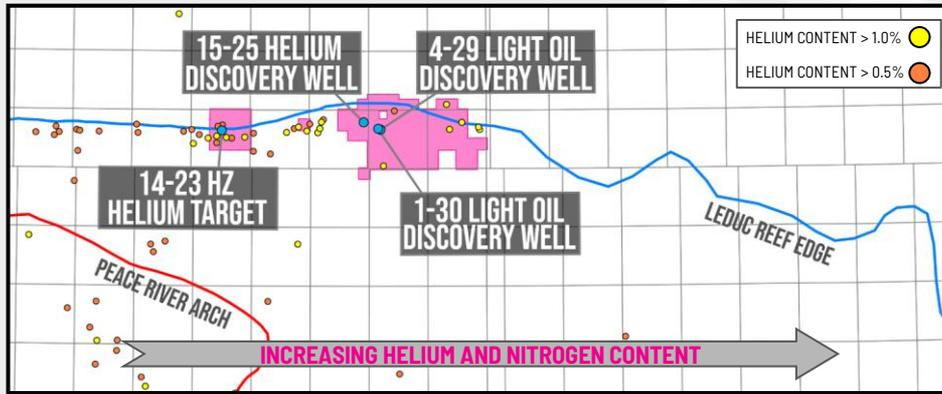 HELIUM CONTENT > 1.0%
HELIUM CONTENT > 0.5%
15-25 HELIUM
DISCOVERY WELL
4-29 LIGHT OIL
DISCOVERY WELL
14-23 HZ
HELIUM TARGET
1-30 LIGHT OIL
DISCOVERY WELL
LEDUC REEF EDGE
PEACE RIVER ARCH
INCREASING HELIUM AND NITROGEN CONTENT